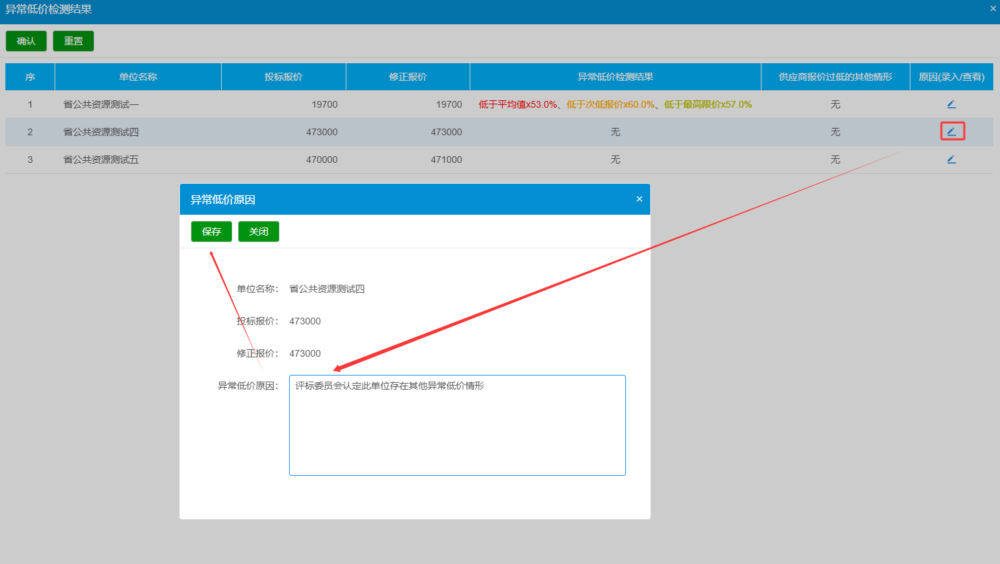 异常低价检测结果
确认 重置
序 单位名称 投标报价 修正报价 异常低价检测结果 供应商报价过低的其他情形 原因(录入/查看)
1 省公共资源测试一 19700 19700 低于平均值x53.0%、低于次低报价x60.0%、低于最高限价x57.0% 无
2 省公共资源测试四 473000 473000 无 无
3 省公共资源测试五 470000 471000 无 无
异常低价原因
保存 关闭
单位名称： 省公共资源测试四
投标报价： 473000
修正报价： 473000
异常低价原因： 评标委员会认定此单位存在其他异常低价情形